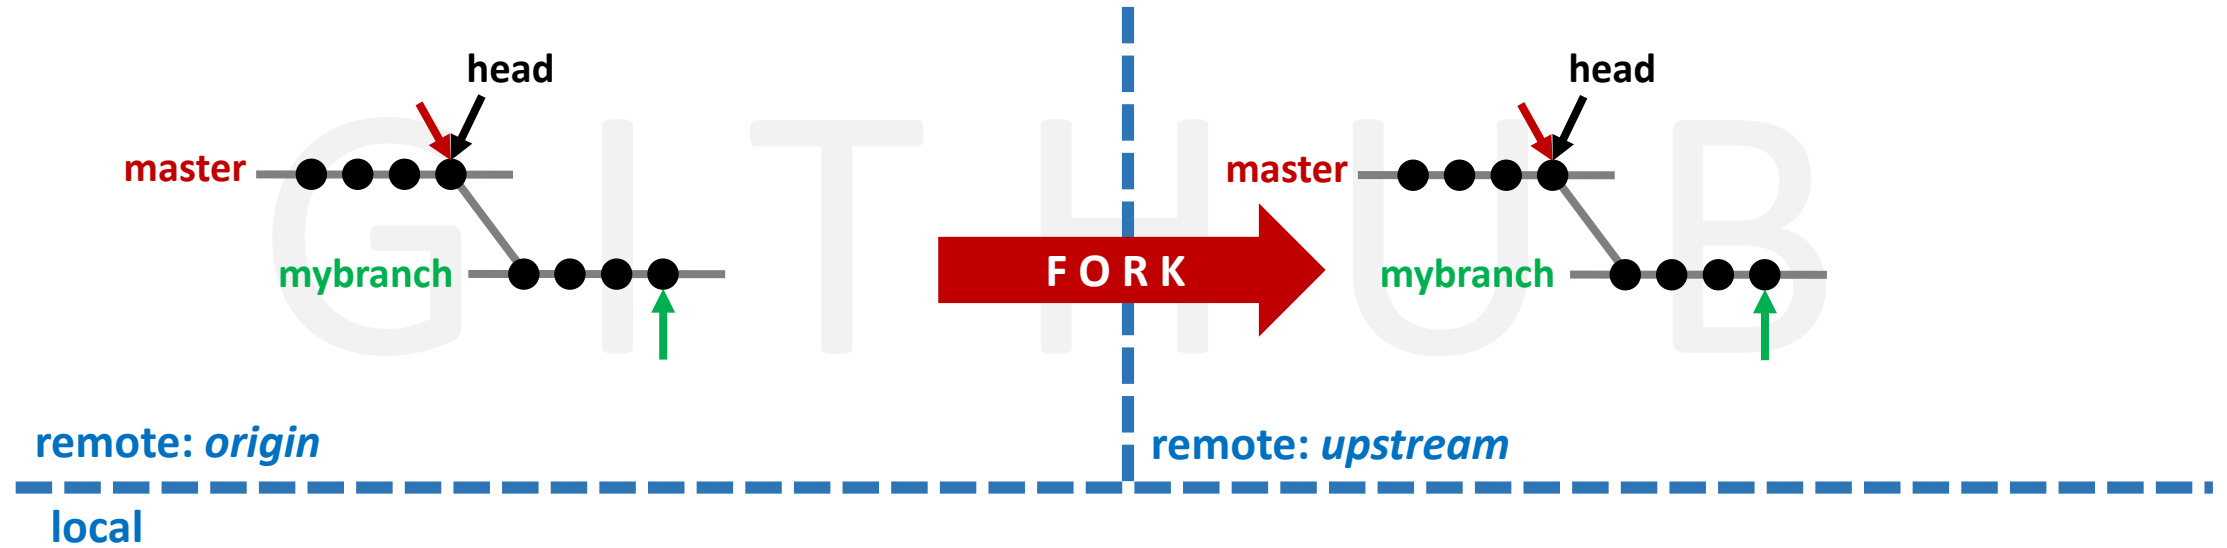 head
master
mybranch
GITHUB
FORK
head
master
mybranch
remote: origin
remote: upstream
local